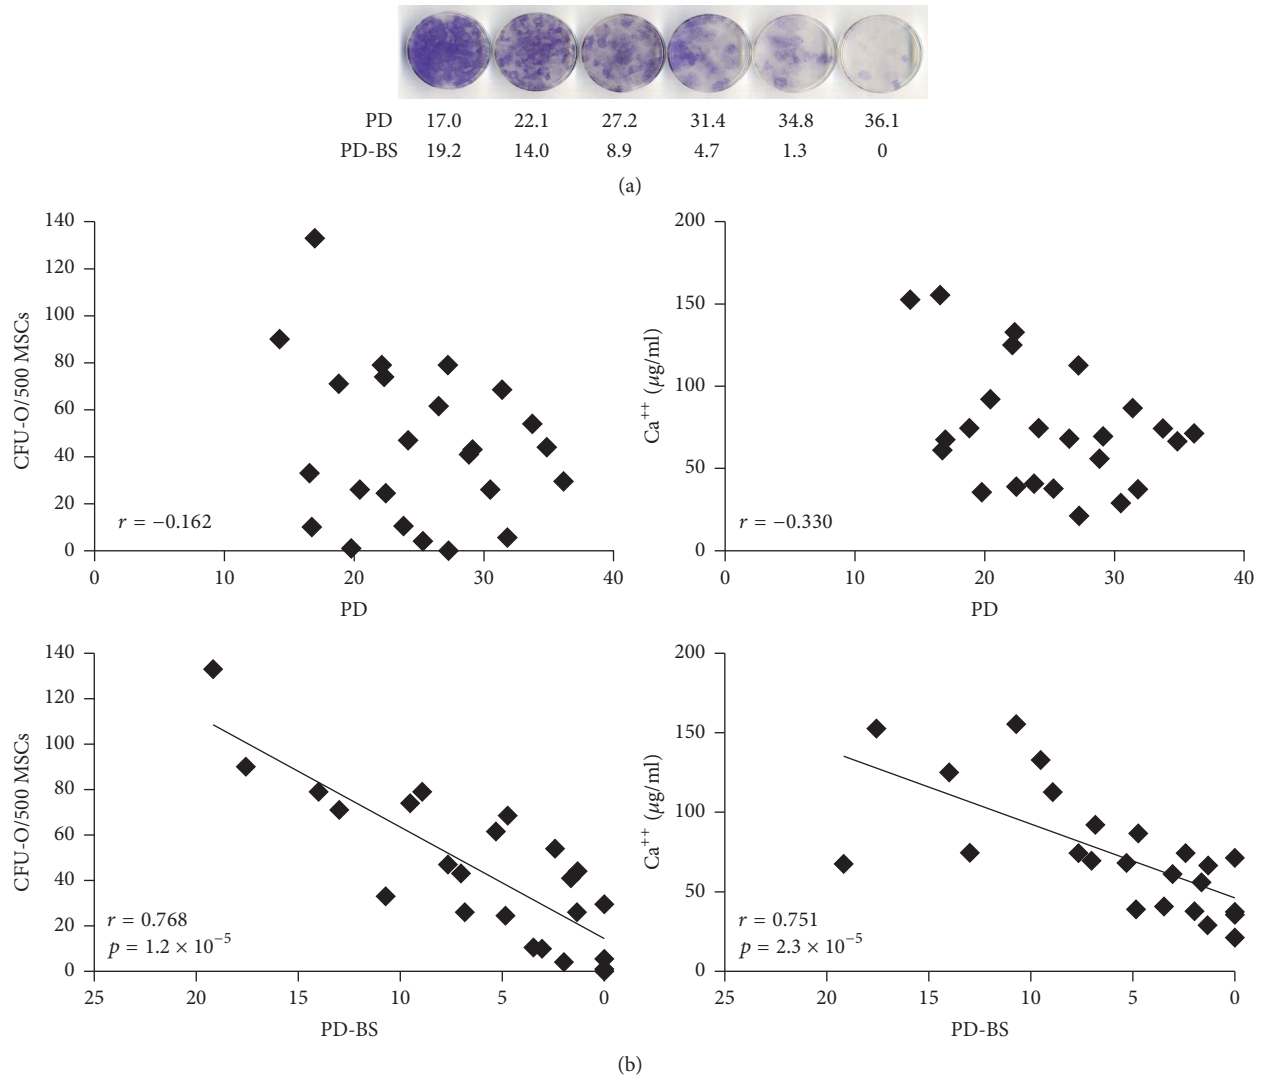 PD 17.0 22.1 27.2 31.4 34.8 36.1
PD-BS 19.2 14.0 8.9 4.7 1.3 0
(a)
140
120
100
80
60
40
20
0
CFU-O/500 MSCs
r = −0.162
0 10 20 30 40
PD
200
150
100
50
0
Ca++ (μg/ml)
r = −0.330
0 10 20 30 40
PD
140
120
100
80
60
40
20
0
CFU-O/500 MSCs
r = 0.768
p = 1.2 × 10−5
25 20 15 10 5 0
PD-BS
200
150
100
50
0
Ca++ (μg/ml)
r = 0.751
p = 2.3 × 10−5
25 20 15 10 5 0
PD-BS
(b)